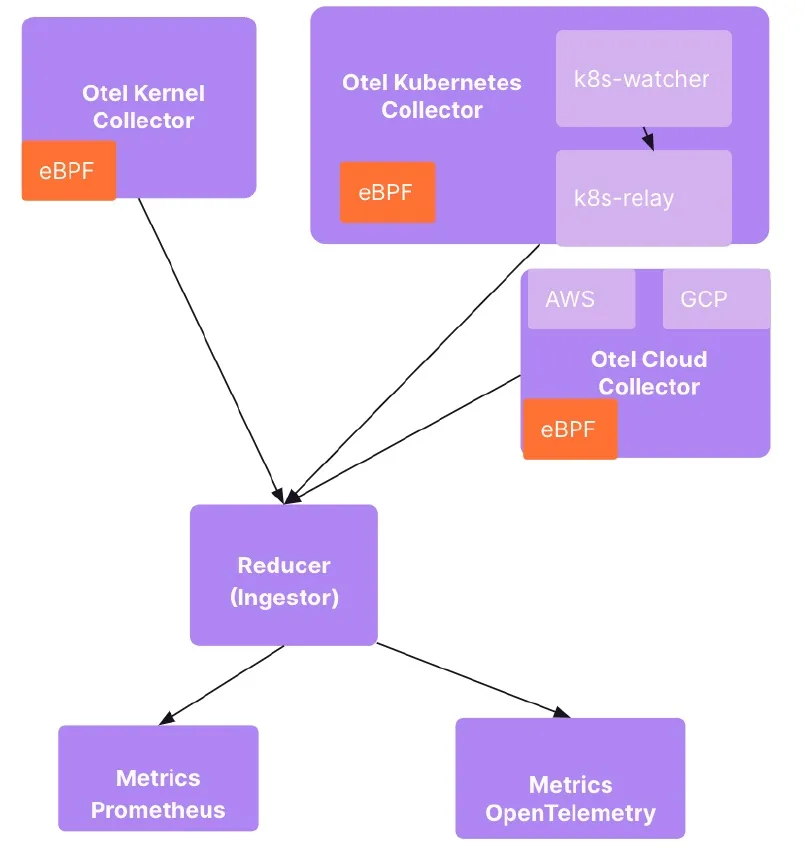 Otel Kernel
Collector
eBPF
Otel Kubernetes
Collector
eBPF
k8s-watcher
k8s-relay
AWS
GCP
Otel Cloud
Collector
eBPF
Reducer
(Ingestor)
Metrics
Prometheus
Metrics
OpenTelemetry